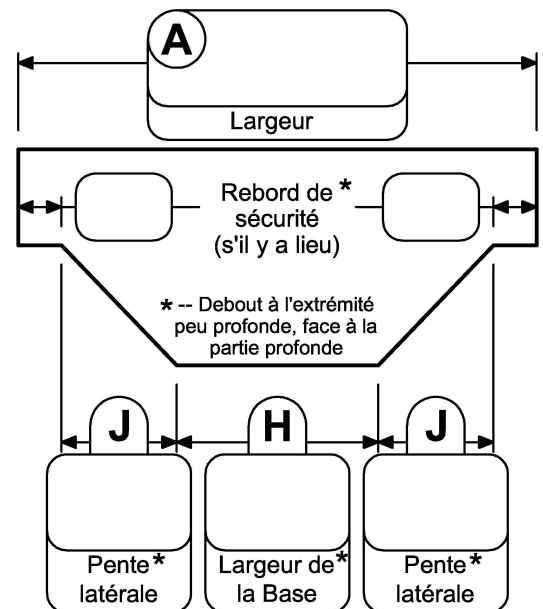 A
Largeur
Rebord de *
sécurité
(s'il y a lieu)
* -- Debout à l'extrémité
peu profonde, face à la
partie profonde
J
H
J
Pente*
latérale
Largeur de*
la Base
Pente*
latérale